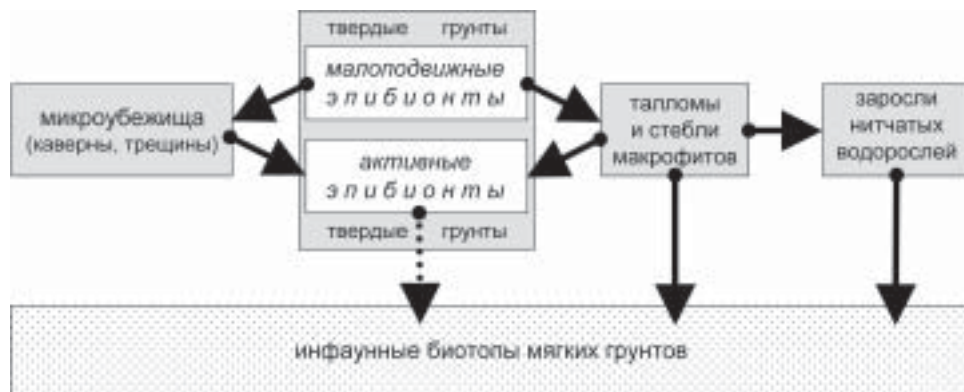 твердые грунты
малоподвижные
эпибионты
микроубежища
(каверны, трещины)
активные
эпибионты
твердые грунты
талломы
и стебли
макрофитов
заросли
нитчатых
водорослей
инфаунные биотопы мягких грунтов